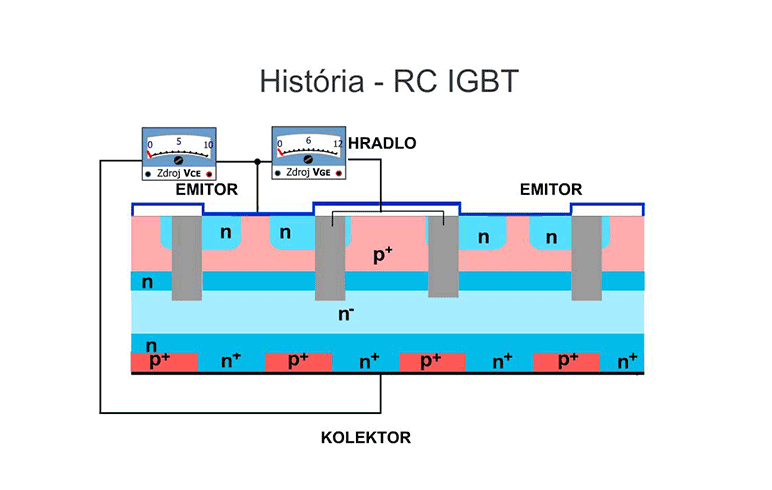 História - RC IGBT
0 5 10
0 6 12
HRADLO
Zdroj VCE
Zdroj VGE
EMITOR
EMITOR
n
n
n
n
p+
n
n-
n
p+
n+
p+
n+
p+
n+
p+
n+
KOLEKTOR